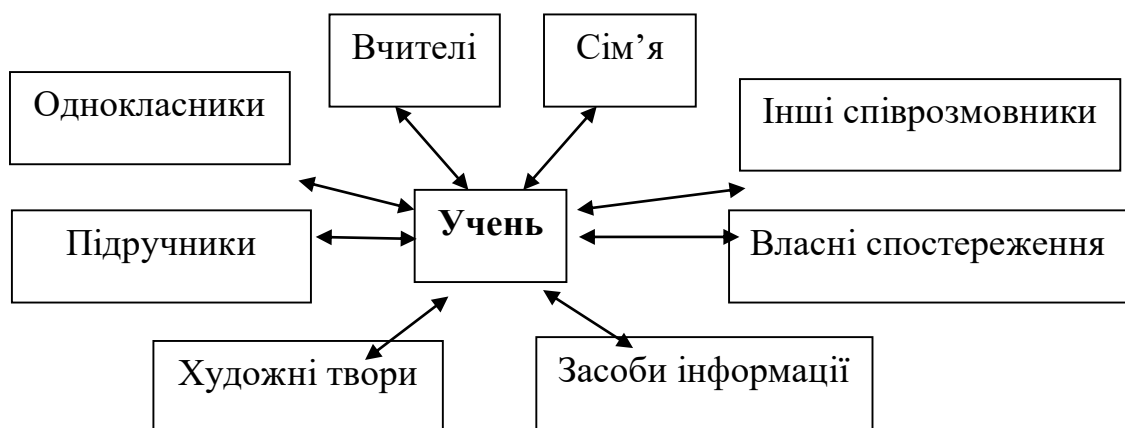 Вчителі
Сім’я
Однокласники
Інші співрозмовники
Учень
Підручники
Власні спостереження
Художні твори
Засоби інформації